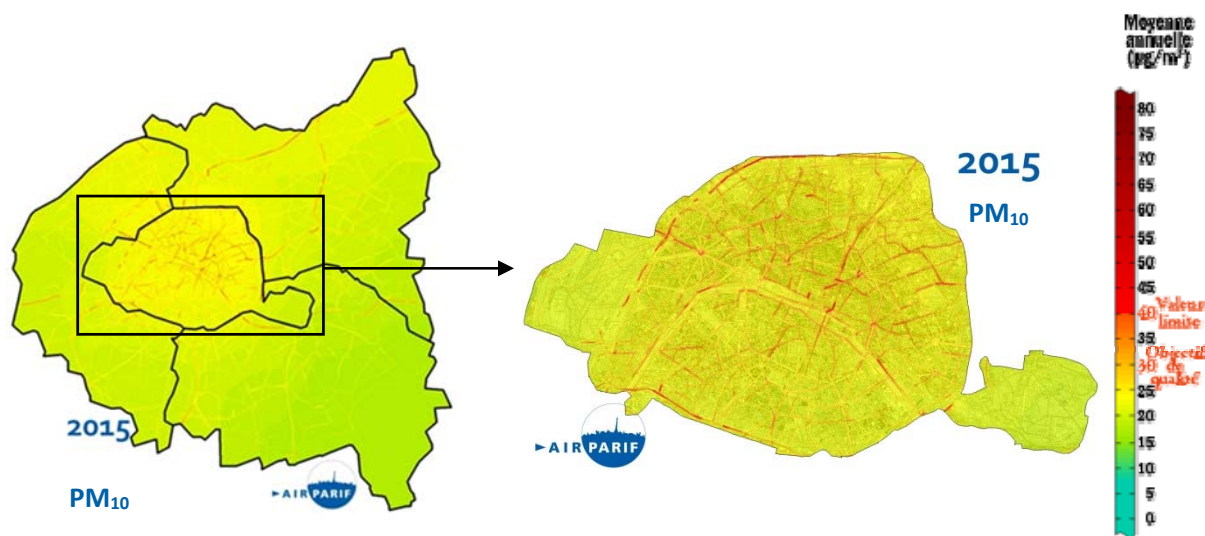 2015
PM₁₀
AIRPARIF
2015
PM₁₀
AIRPARIF
Moyenne
annuelle
(µg/m³)
80
75
70
65
60
55
50
45
40 Valeur
limite
35
Objectif
30 de
qualité
25
20
15
10
5
0